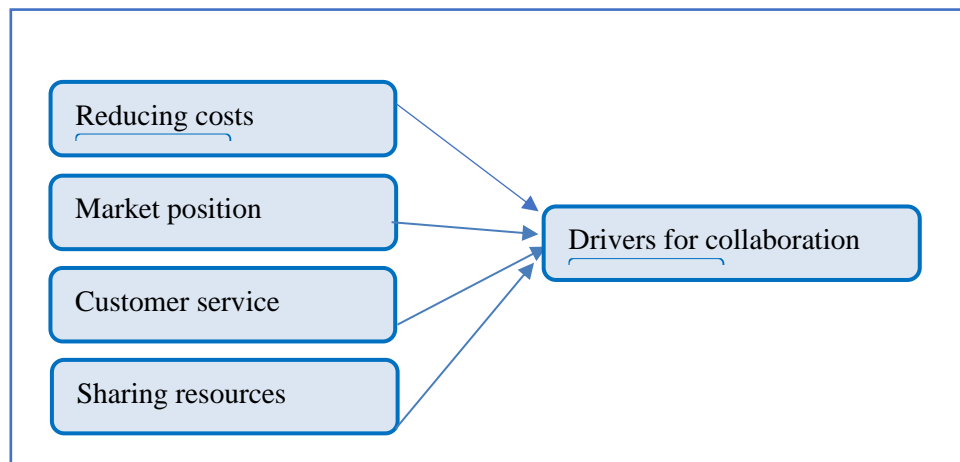 Reducing costs
Market position
Drivers for collaboration
Customer service
Sharing resources